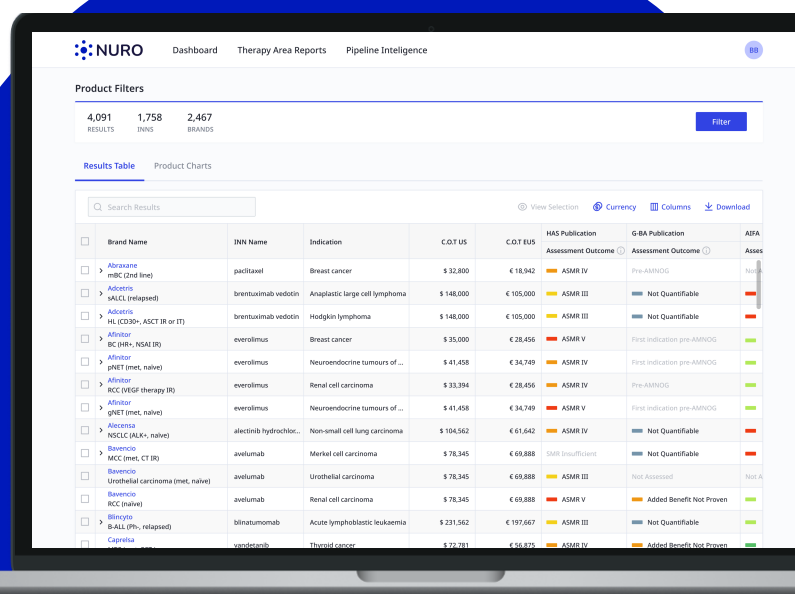 NURO
Dashboard Therapy Area Reports Pipeline Inteligence BB
Product Filters
4,091 1,758 2,467
RESULTS INNS BRANDS
Filter
Results Table Product Charts
Search Results View Selection Currency Columns Download
Brand Name INN Name Indication C.O.T US C.O.T EU5 HAS Publication G-BA Publication AIFA
Assessment Outcome Assessment Outcome Asses
Abraxane
mBC (2nd line) paclitaxel Breast cancer $ 32,800 € 18,942 ASMR IV Pre-AMNOG Not A
Adcetris
sALCL (relapsed) brentuximab vedotin Anaplastic large cell lymphoma $ 148,000 € 105,000 ASMR III Not Quantifiable
Adcetris
HL (CD30+, ASCT IR or IT) brentuximab vedotin Hodgkin lymphoma $ 148,000 € 105,000 ASMR III Not Quantifiable
Afinitor
BC (HR+, NSAI IR) everolimus Breast cancer $ 35,000 € 28,456 ASMR V First indication pre-AMNOG
Afinitor
pNET (met, naive) everolimus Neuroendocrine tumours of ... $ 41,458 € 34,749 ASMR IV First indication pre-AMNOG
Afinitor
RCC (VEGF therapy IR) everolimus Renal cell carcinoma $ 33,394 € 28,456 ASMR IV Pre-AMNOG
Afinitor
gNET (met, naive) everolimus Neuroendocrine tumours of ... $ 41,458 € 34,749 ASMR V First indication pre-AMNOG
Alecensa
NSCLC (ALK+, naive) alectinib hydrochlor... Non-small cell lung carcinoma $ 104,562 € 61,642 ASMR IV Not Quantifiable
Bavencio
MCC (met, CT IR) avelumab Merkel cell carcinoma $ 78,345 € 69,888 SMR Insufficient Not Quantifiable
Bavencio
Urothelial carcinoma (met, naïve) avelumab Urothelial carcinoma $ 78,345 € 69,888 ASMR III Not Assessed Not A
Bavencio
RCC (naïve) avelumab Renal cell carcinoma $ 78,345 € 69,888 ASMR V Added Benefit Not Proven
Blincyto
B-ALL (Ph-, relapsed) blinatumomab Acute lymphoblastic leukaemia $ 231,562 € 197,667 ASMR III Not Quantifiable
Caprelsa
vandetanib Thyroid cancer $ 72,781 € 56,875 ASMR IV Added Benefit Not Proven